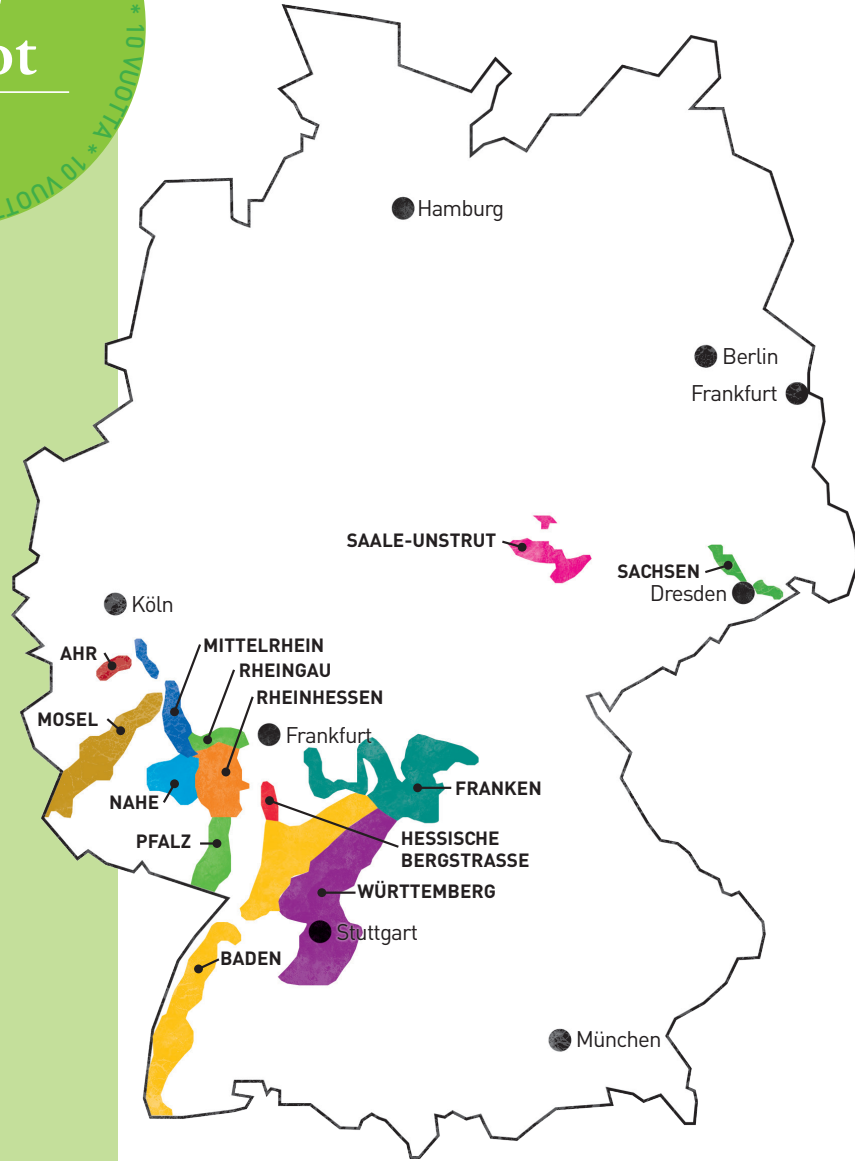 ot
* 10 VUOTTA * 10 VUOTT
Hamburg
Berlin
Frankfurt
SAALE-UNSTRUT
SACHSEN
Dresden
Köln
AHR
MITTELRHEIN
RHEINGAU
RHEINHESSEN
MOSEL
Frankfurt
NAHE
FRANKEN
PFALZ
HESSISCHE
BERGSTRASSE
WÜRTTEMBERG
Stuttgart
BADEN
München